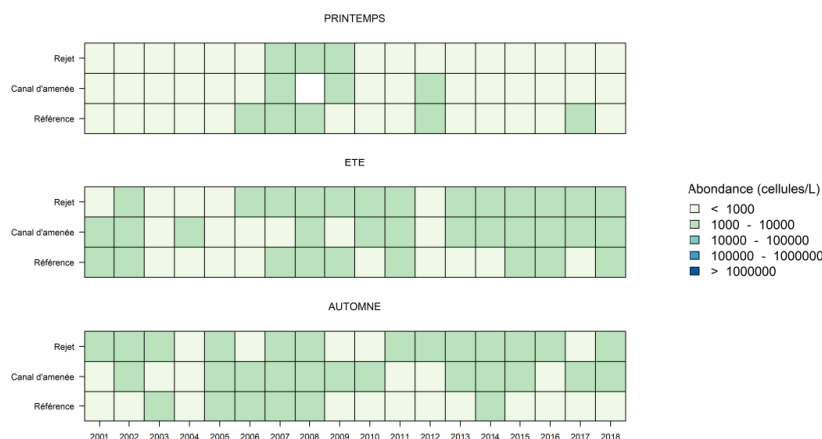 PRINTEMPS
Rejet
Canal d'amenée
Référence
ETE
Rejet
Canal d'amenée
Référence
Abondance (cellules/L)
< 1000
1000 - 10000
10000 - 100000
100000 - 1000000
> 1000000
AUTOMNE
Rejet
Canal d'amenée
Référence
2001 2002 2003 2004 2005 2006 2007 2008 2009 2010 2011 2012 2013 2014 2015 2016 2017 2018